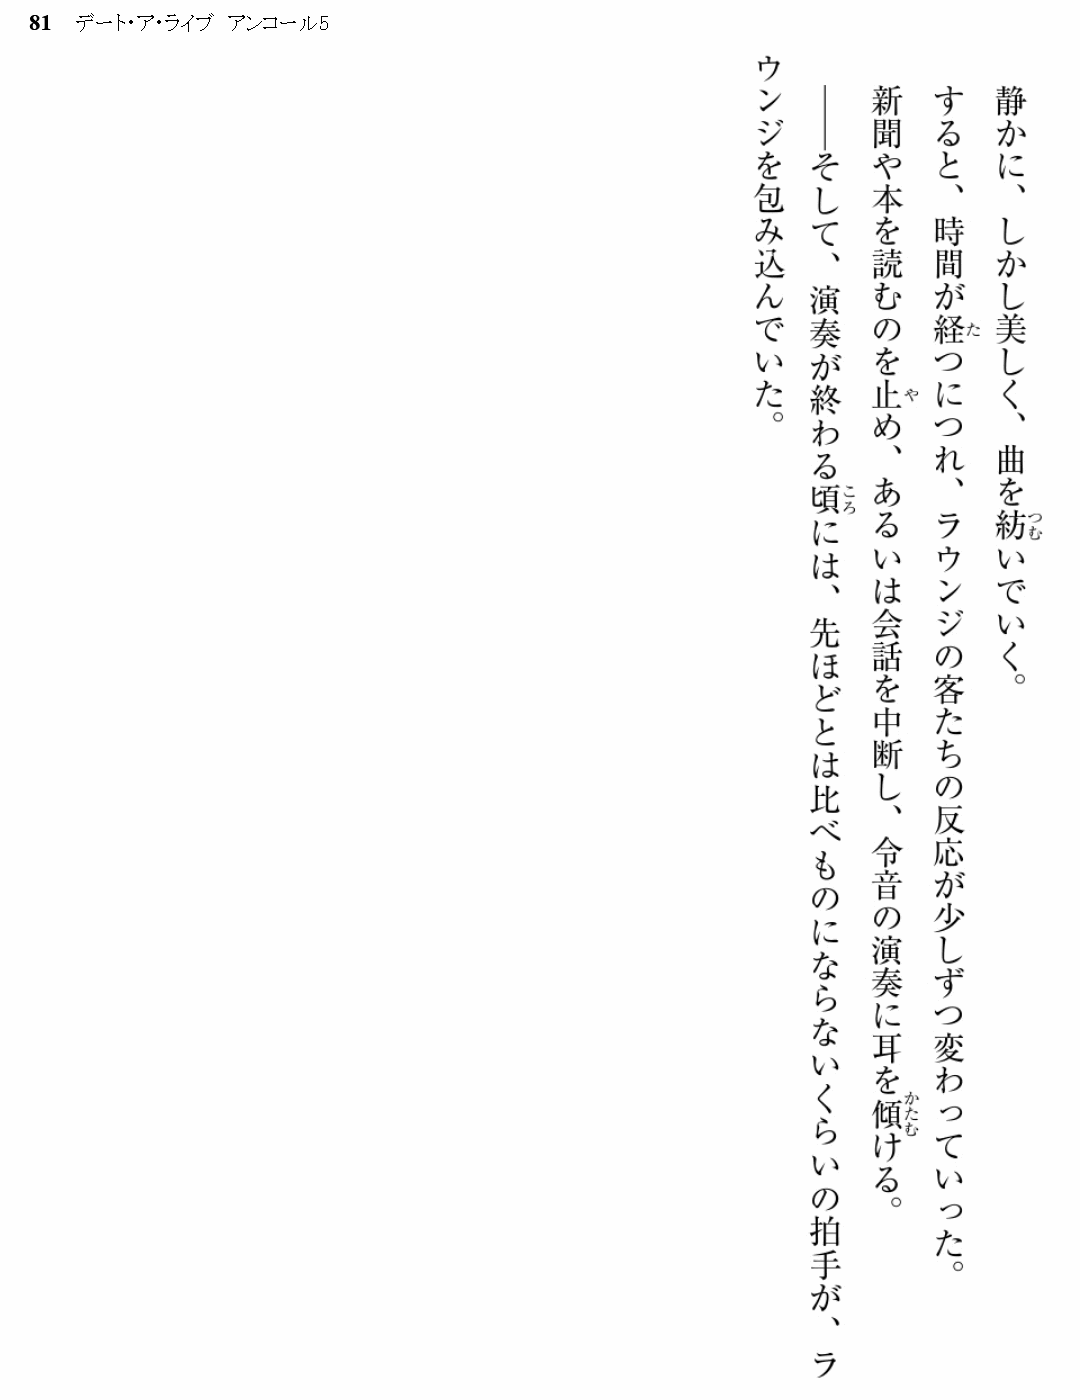 81 デート・ア・ライブ アンコール5
静かに、しかし美しく、曲を紡いでいく。
すると、時間が経つにつれ、ラウンジの客たちの反応が少しずつ変わっていった。
新聞や本を読むのを止め、あるいは会話を中断し、令音の演奏に耳を傾ける。
――そして、演奏が終わる頃には、先ほどとは比べものにならないくらいの拍手が、ラ
ウンジを包み込んでいた。